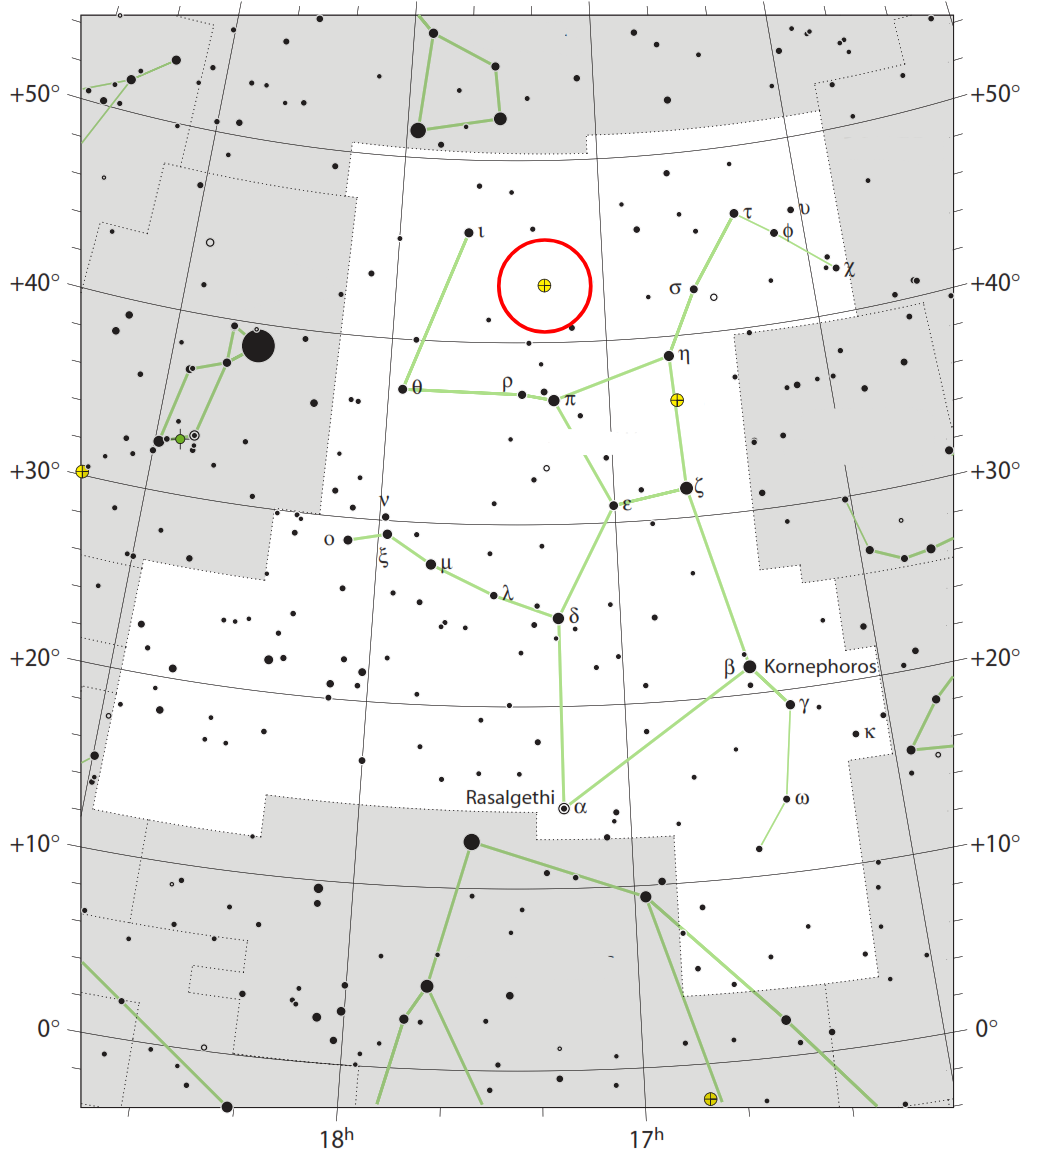 +50° +50°
τ υ
ι φ
χ
+40° +40°
σ
η
θ ρ π
+30° +30°
ζ
ν ε
ο ξ
μ
λ
δ
+20° β Kornephoros +20°
γ
κ
Rasalgethi α ω
+10° +10°
0° 0°
18h 17h